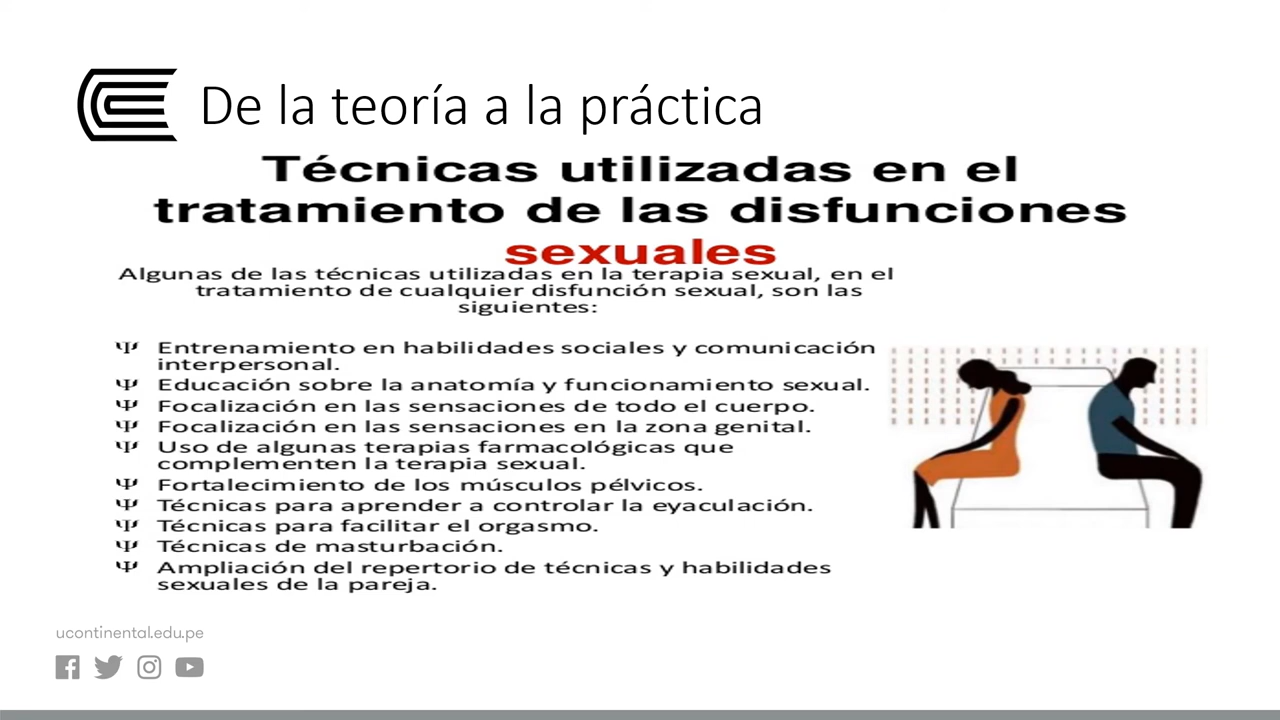 De la teoría a la práctica
Técnicas utilizadas en el
tratamiento de las disfunciones
sexuales
Algunas de las técnicas utilizadas en la terapia sexual, en el
tratamiento de cualquier disfunción sexual, son las
siguientes:
Ψ Entrenamiento en habilidades sociales y comunicación
interpersonal.
Ψ Educación sobre la anatomía y funcionamiento sexual.
Ψ Focalización en las sensaciones de todo el cuerpo.
Ψ Focalización en las sensaciones en la zona genital.
Ψ Uso de algunas terapias farmacológicas que
complementen la terapia sexual.
Ψ Fortalecimiento de los músculos pélvicos.
Ψ Técnicas para aprender a controlar la eyaculación.
Ψ Técnicas para facilitar el orgasmo.
Ψ Técnicas de masturbación.
Ψ Ampliación del repertorio de técnicas y habilidades
sexuales de la pareja.
ucontinental.edu.pe